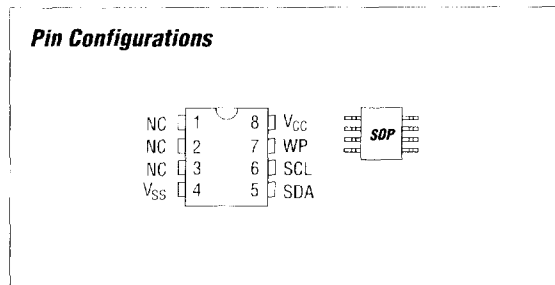 Pin Configurations
NC 1 8 VCC
NC 2 7 WP
NC 3 6 SCL
VSS 4 5 SDA
SOP